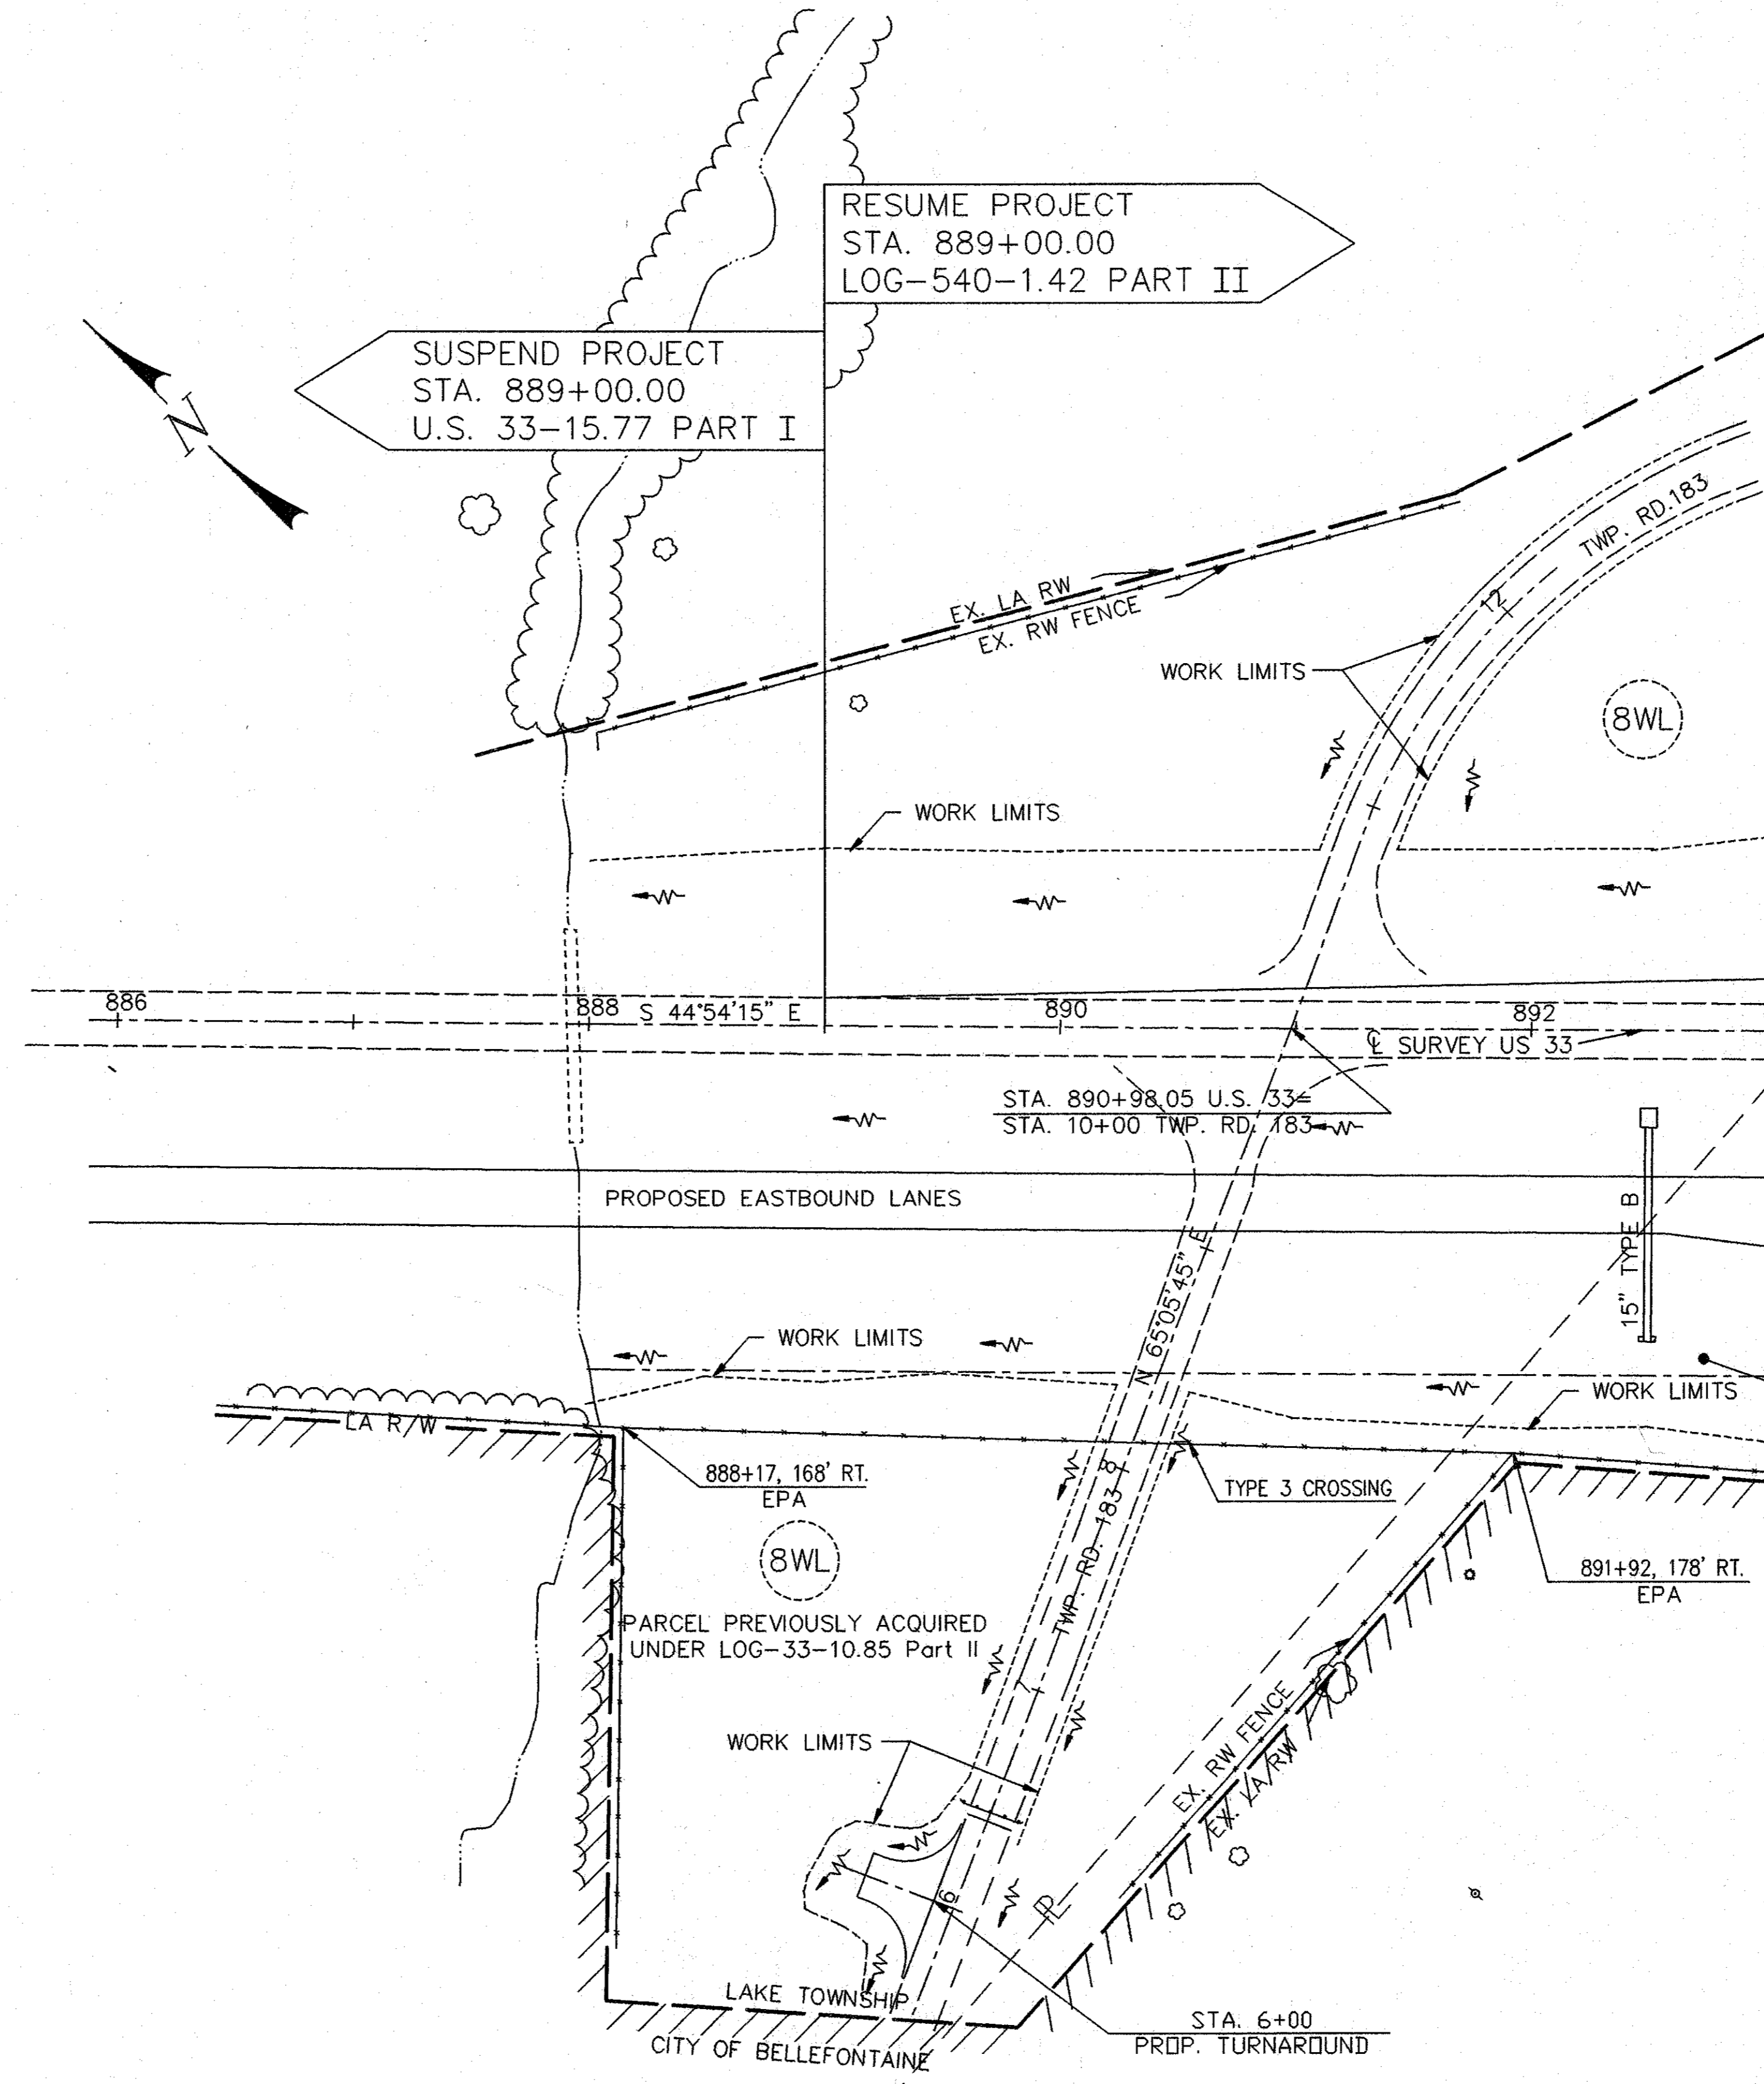 RESUME PROJECT
STA. 889+00.00
LOG-540-1.42 PART II
SUSPEND PROJECT
STA. 889+00.00
U.S. 33-15.77 PART I
N
TWP. RD.183
EX. LA RW
EX. RW FENCE
12
WORK LIMITS
8WL
WORK LIMITS
886
888
S 44°54'15" E
890
892
℄ SURVEY US 33
STA. 890+98.05 U.S. 33=
STA. 10+00 TWP. RD. 183
PROPOSED EASTBOUND LANES
15" TYPE B
N 65°05'45" E
WORK LIMITS
WORK LIMITS
LA R/W
888+17, 168' RT.
EPA
TYPE 3 CROSSING
8
TWP. RD. 183
8WL
891+92, 178' RT.
EPA
PARCEL PREVIOUSLY ACQUIRED
UNDER LOG-33-10.85 Part II
7
WORK LIMITS
EX. RW FENCE
EX. LA RW
6
PL
LAKE TOWNSHIP
CITY OF BELLEFONTAINE
STA. 6+00
PROP. TURNAROUND